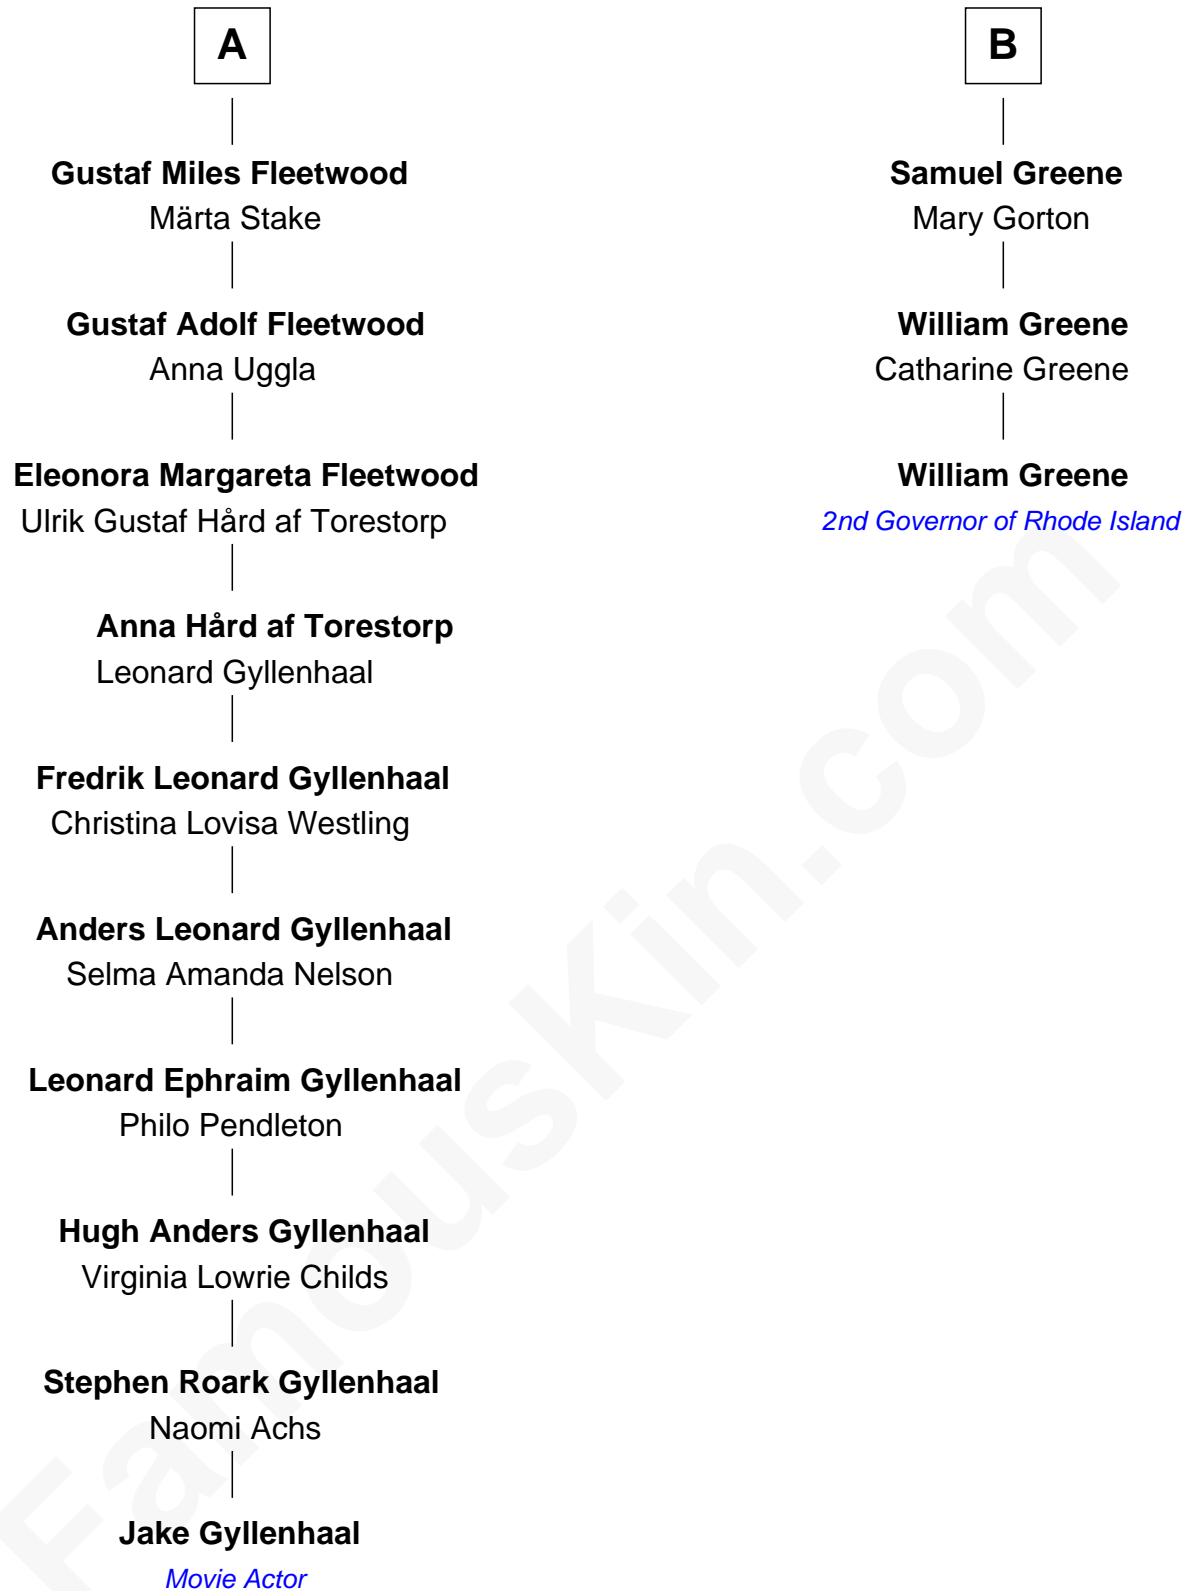 A
Gustaf Miles Fleetwood
Märta Stake
Gustaf Adolf Fleetwood
Anna Uggla
Eleonora Margareta Fleetwood
Ulrik Gustaf Hård af Torestorp
Anna Hård af Torestorp
Leonard Gyllenhaal
Fredrik Leonard Gyllenhaal
Christina Lovisa Westling
Anders Leonard Gyllenhaal
Selma Amanda Nelson
Leonard Ephraim Gyllenhaal
Philo Pendleton
Hugh Anders Gyllenhaal
Virginia Lowrie Childs
Stephen Roark Gyllenhaal
Naomi Achs
Jake Gyllenhaal
Movie Actor
B
Samuel Greene
Mary Gorton
William Greene
Catharine Greene
William Greene
2nd Governor of Rhode Island
FamousKin.com